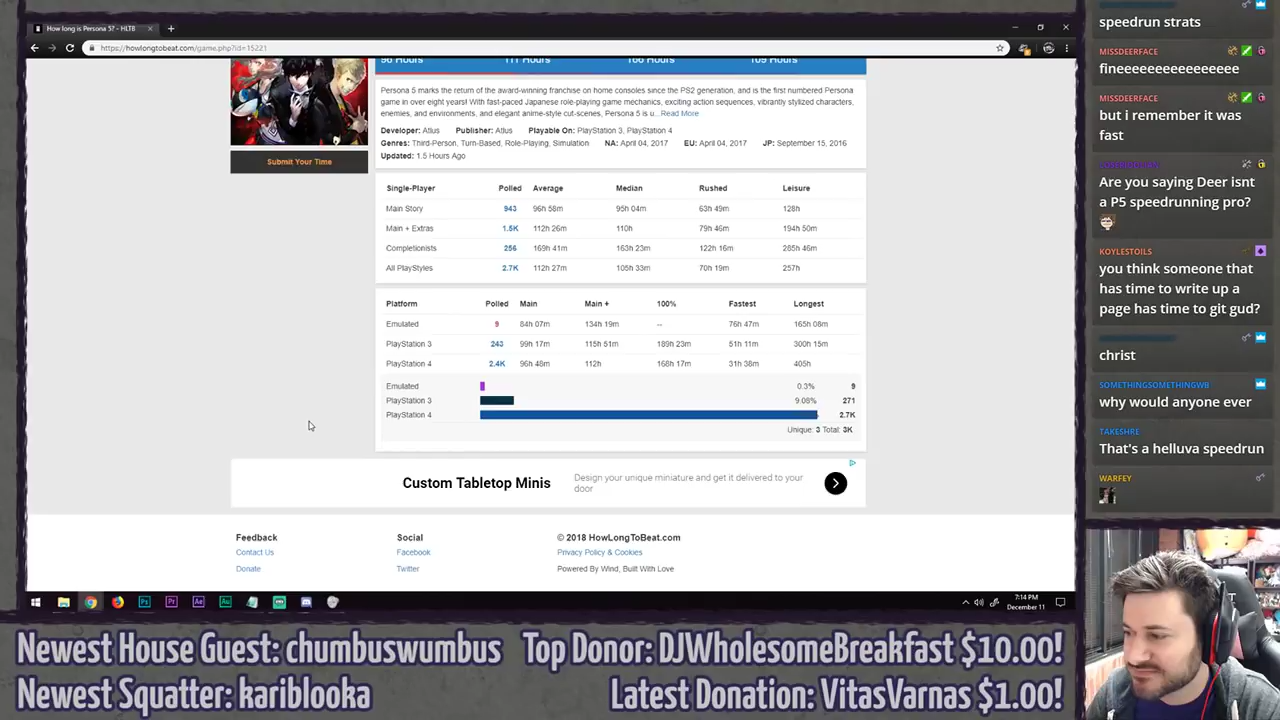 How long is Persona 5? - HLTB
https://howlongtobeat.com/game.php?id=15221
96 Hours 111 Hours 166 Hours 109 Hours
Persona 5 marks the return of the award-winning franchise on home consoles since the PS2 generation, and is the first numbered Persona
game in over eight years! With fast-paced Japanese role-playing game mechanics, exciting action sequences, vibrantly stylized characters,
enemies, and environments, and elegant anime-style cut-scenes, Persona 5 is u...Read More
Developer: Atlus Publisher: Atlus Playable On: PlayStation 3, PlayStation 4
Genres: Third-Person, Turn-Based, Role-Playing, Simulation NA: April 04, 2017 EU: April 04, 2017 JP: September 15, 2016
Updated: 1.5 Hours Ago
Submit Your Time
Single-Player Polled Average Median Rushed Leisure
Main Story 943 96h 58m 95h 04m 63h 49m 128h
Main + Extras 1.5K 112h 26m 110h 79h 46m 194h 50m
Completionists 256 169h 41m 163h 23m 122h 16m 285h 46m
All PlayStyles 2.7K 112h 27m 105h 33m 70h 19m 257h
Platform Polled Main Main + 100% Fastest Longest
Emulated 9 84h 07m 134h 19m -- 76h 47m 165h 08m
PlayStation 3 243 99h 17m 115h 51m 189h 23m 51h 11m 300h 15m
PlayStation 4 2.4K 96h 48m 112h 168h 17m 31h 38m 405h
Emulated 0.3% 9
PlayStation 3 9.08% 271
PlayStation 4 2.7K
Unique: 3 Total: 3K
Custom Tabletop Minis
Design your unique miniature and get it delivered to your
door
Feedback Social © 2018 HowLongToBeat.com
Contact Us Facebook Privacy Policy & Cookies
Donate Twitter Powered By Wind, Built With Love
7:14 PM
December 11
speedrun strats
MISSDEERFACE
fineeeeeeeeeeeeeeee
MISSDEERFACE
but i remember it was
fast
Are you saying Deer isnt
a P5 speedrunning pro?
KOYLESTOILS
you think someone that
has time to write up a
page has time to git gud?
christ
SOMETHINGSOMETHINGWB
why would anyone ever
TAKESHRE
That's a helluva speedrun
WARFEY
Newest House Guest: chumbuswumbus Top Donor: DJWholesomeBreakfast $10.00!
Newest Squatter: kariblooka Latest Donation: VitasVarnas $1.00!